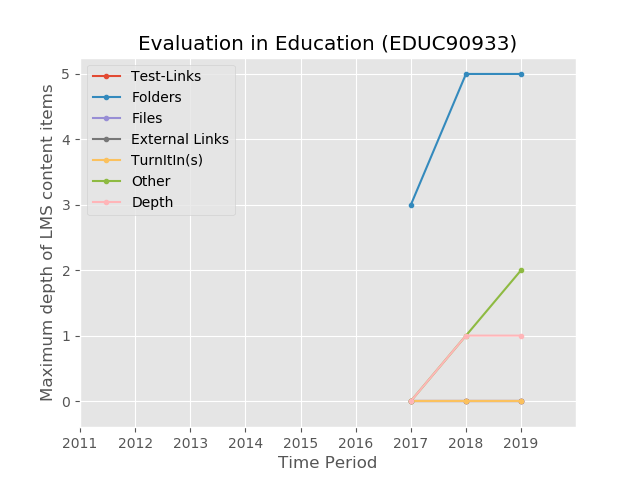 Evaluation in Education (EDUC90933)
Test-Links
Folders
Files
External Links
TurnItIn(s)
Other
Depth
Maximum depth of LMS content items
5
4
3
2
1
0
2011 2012 2013 2014 2015 2016 2017 2018 2019
Time Period